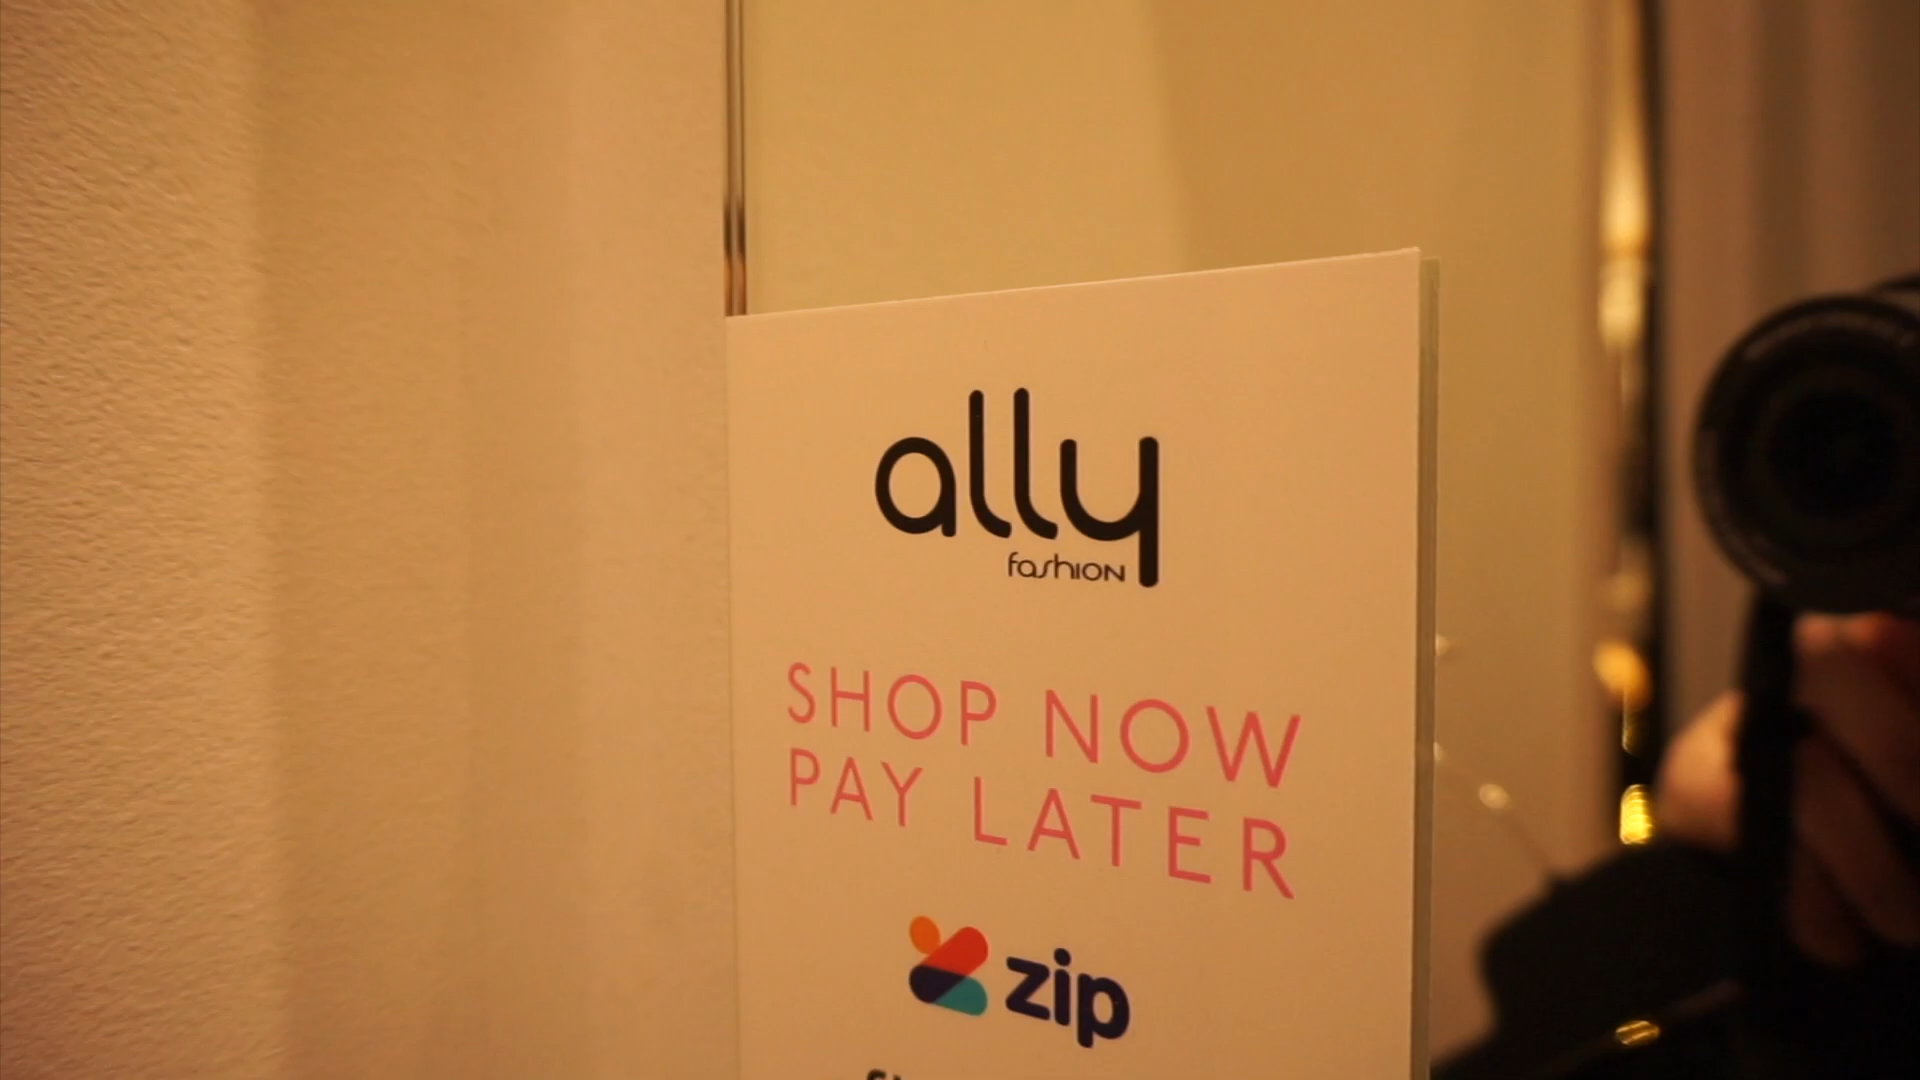 ally
fashion
SHOP NOW
PAY LATER
zip